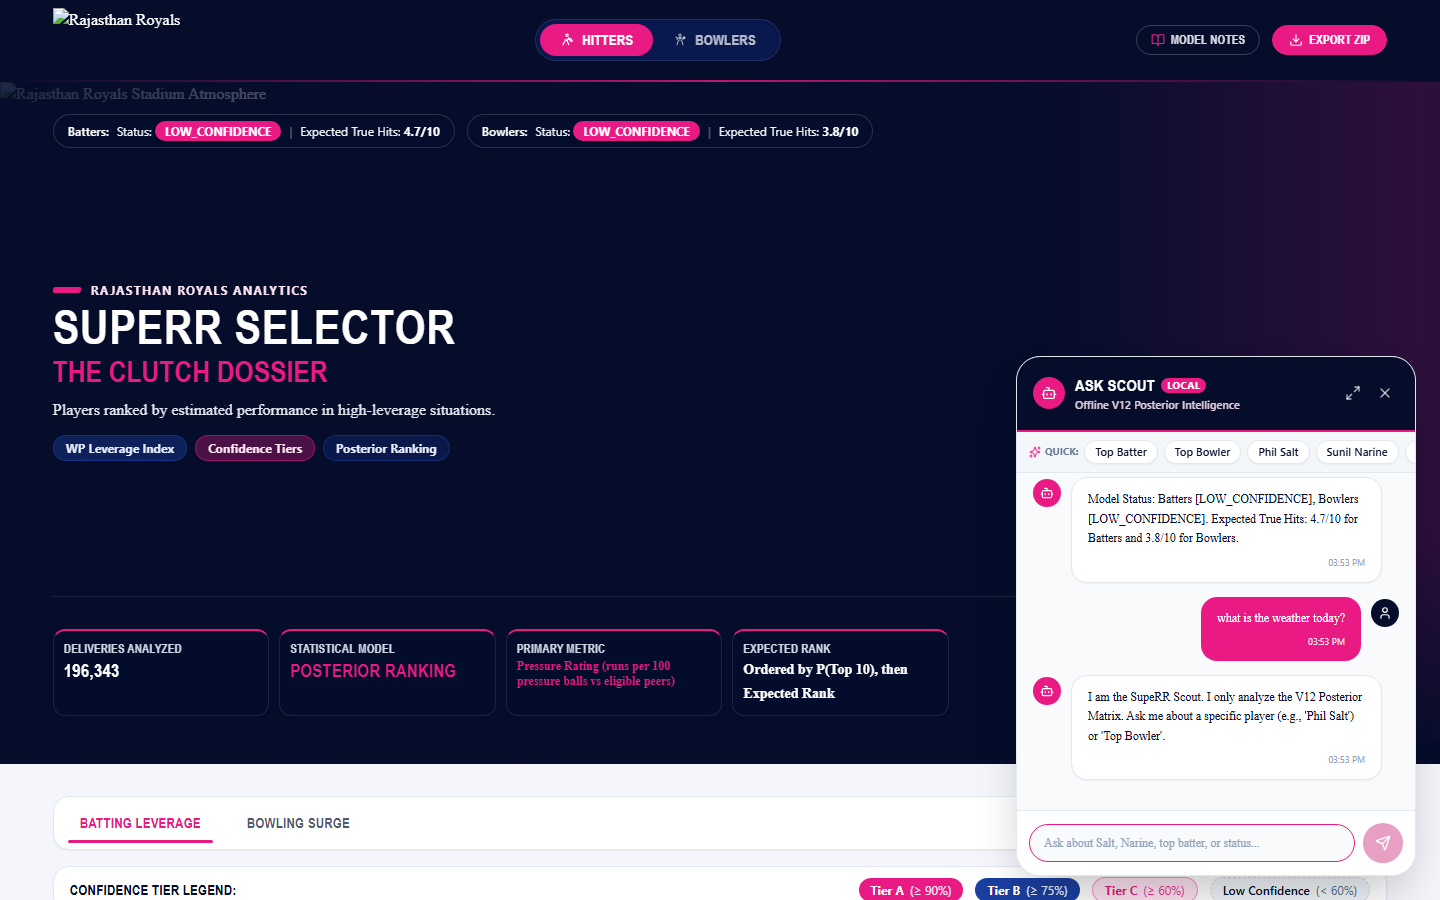 Rajasthan Royals
HITTERS
BOWLERS
MODEL NOTES
EXPORT ZIP
Rajasthan Royals Stadium Atmosphere
Batters: Status: LOW_CONFIDENCE | Expected True Hits: 4.7/10
Bowlers: Status: LOW_CONFIDENCE | Expected True Hits: 3.8/10
RAJASTHAN ROYALS ANALYTICS
SUPERR SELECTOR
THE CLUTCH DOSSIER
Players ranked by estimated performance in high-leverage situations.
WP Leverage Index
Confidence Tiers
Posterior Ranking
DELIVERIES ANALYZED
196,343
STATISTICAL MODEL
POSTERIOR RANKING
PRIMARY METRIC
Pressure Rating (runs per 100
pressure balls vs eligible peers)
EXPECTED RANK
Ordered by P(Top 10), then
Expected Rank
BATTING LEVERAGE
BOWLING SURGE
CONFIDENCE TIER LEGEND:
Tier A (≥ 90%)
Tier B (≥ 75%)
Tier C (≥ 60%)
Low Confidence (< 60%)
ASK SCOUT LOCAL
Offline V12 Posterior Intelligence
QUICK:
Top Batter
Top Bowler
Phil Salt
Sunil Narine
Model Status: Batters [LOW_CONFIDENCE], Bowlers
[LOW_CONFIDENCE]. Expected True Hits: 4.7/10 for
Batters and 3.8/10 for Bowlers.
03:53 PM
what is the weather today?
03:53 PM
I am the SupeRR Scout. I only analyze the V12 Posterior
Matrix. Ask me about a specific player (e.g., 'Phil Salt')
or 'Top Bowler'.
03:53 PM
Ask about Salt, Narine, top batter, or status...